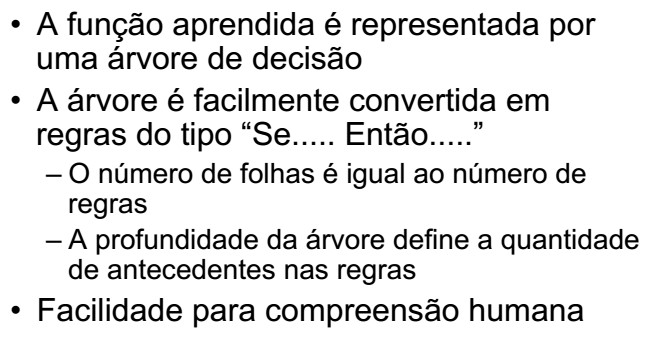 • A função aprendida é representada por
uma árvore de decisão
• A árvore é facilmente convertida em
regras do tipo “Se..... Então.....”
– O número de folhas é igual ao número de
regras
– A profundidade da árvore define a quantidade
de antecedentes nas regras
• Facilidade para compreensão humana